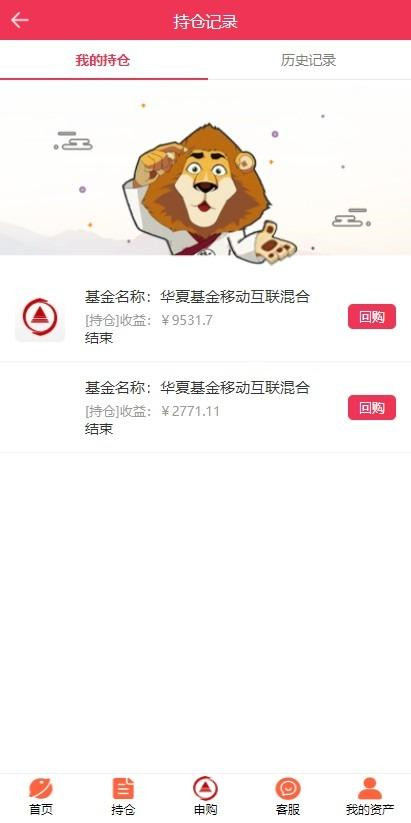 持仓记录
我的持仓
历史记录
基金名称：华夏基金移动互联混合
[持仓]收益：￥9531.7
结束
回购
基金名称：华夏基金移动互联混合
[持仓]收益：￥2771.11
结束
回购
首页
持仓
申购
客服
我的资产